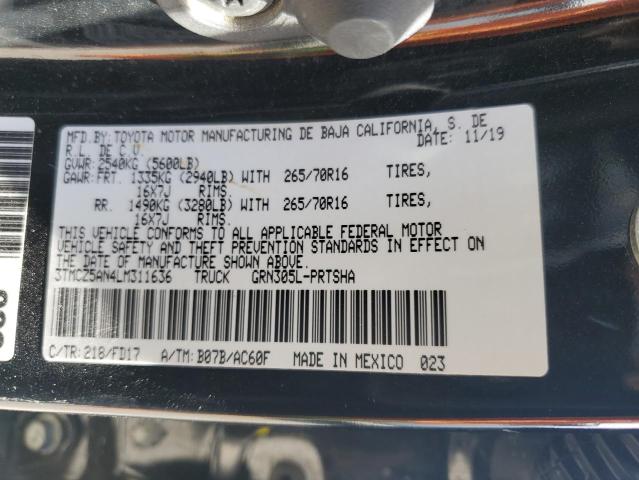 MFD.BY: TOYOTA MOTOR MANUFACTURING DE BAJA CALIFORNIA, S. DE
R.L. DE C.V. DATE: 11/19
GVWR: 2540KG (5600LB)
GAWR: FRT. 1335KG (2940LB) WITH 265/70R16 TIRES,
16X7J RIMS.
RR. 1490KG (3280LB) WITH 265/70R16 TIRES,
16X7J RIMS.
THIS VEHICLE CONFORMS TO ALL APPLICABLE FEDERAL MOTOR
VEHICLE SAFETY AND THEFT PREVENTION STANDARDS IN EFFECT ON
THE DATE OF MANUFACTURE SHOWN ABOVE.
3TMCZ5AN4LM311636 TRUCK GRN305L-PRTSHA
C/TR: 218/FD17 A/TM: B07B/AC60F MADE IN MEXICO 023